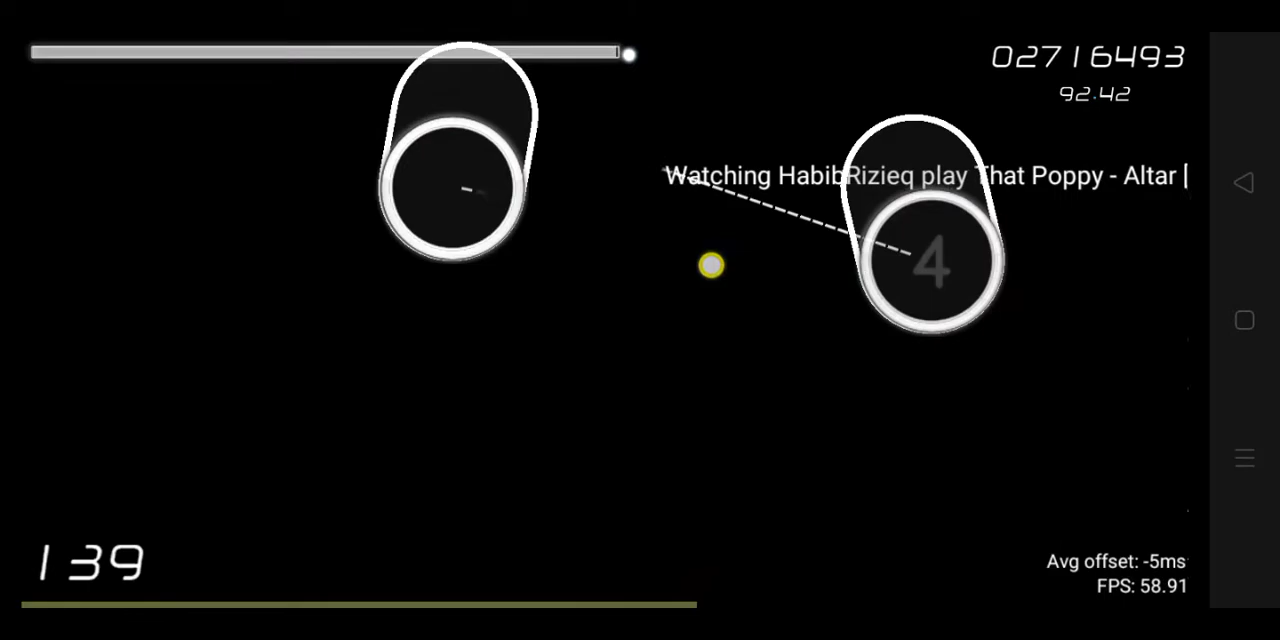 02716493
92.42
Watching HabibRizieq play That Poppy - Altar [
4
139
Avg offset: -5ms
FPS: 58.91